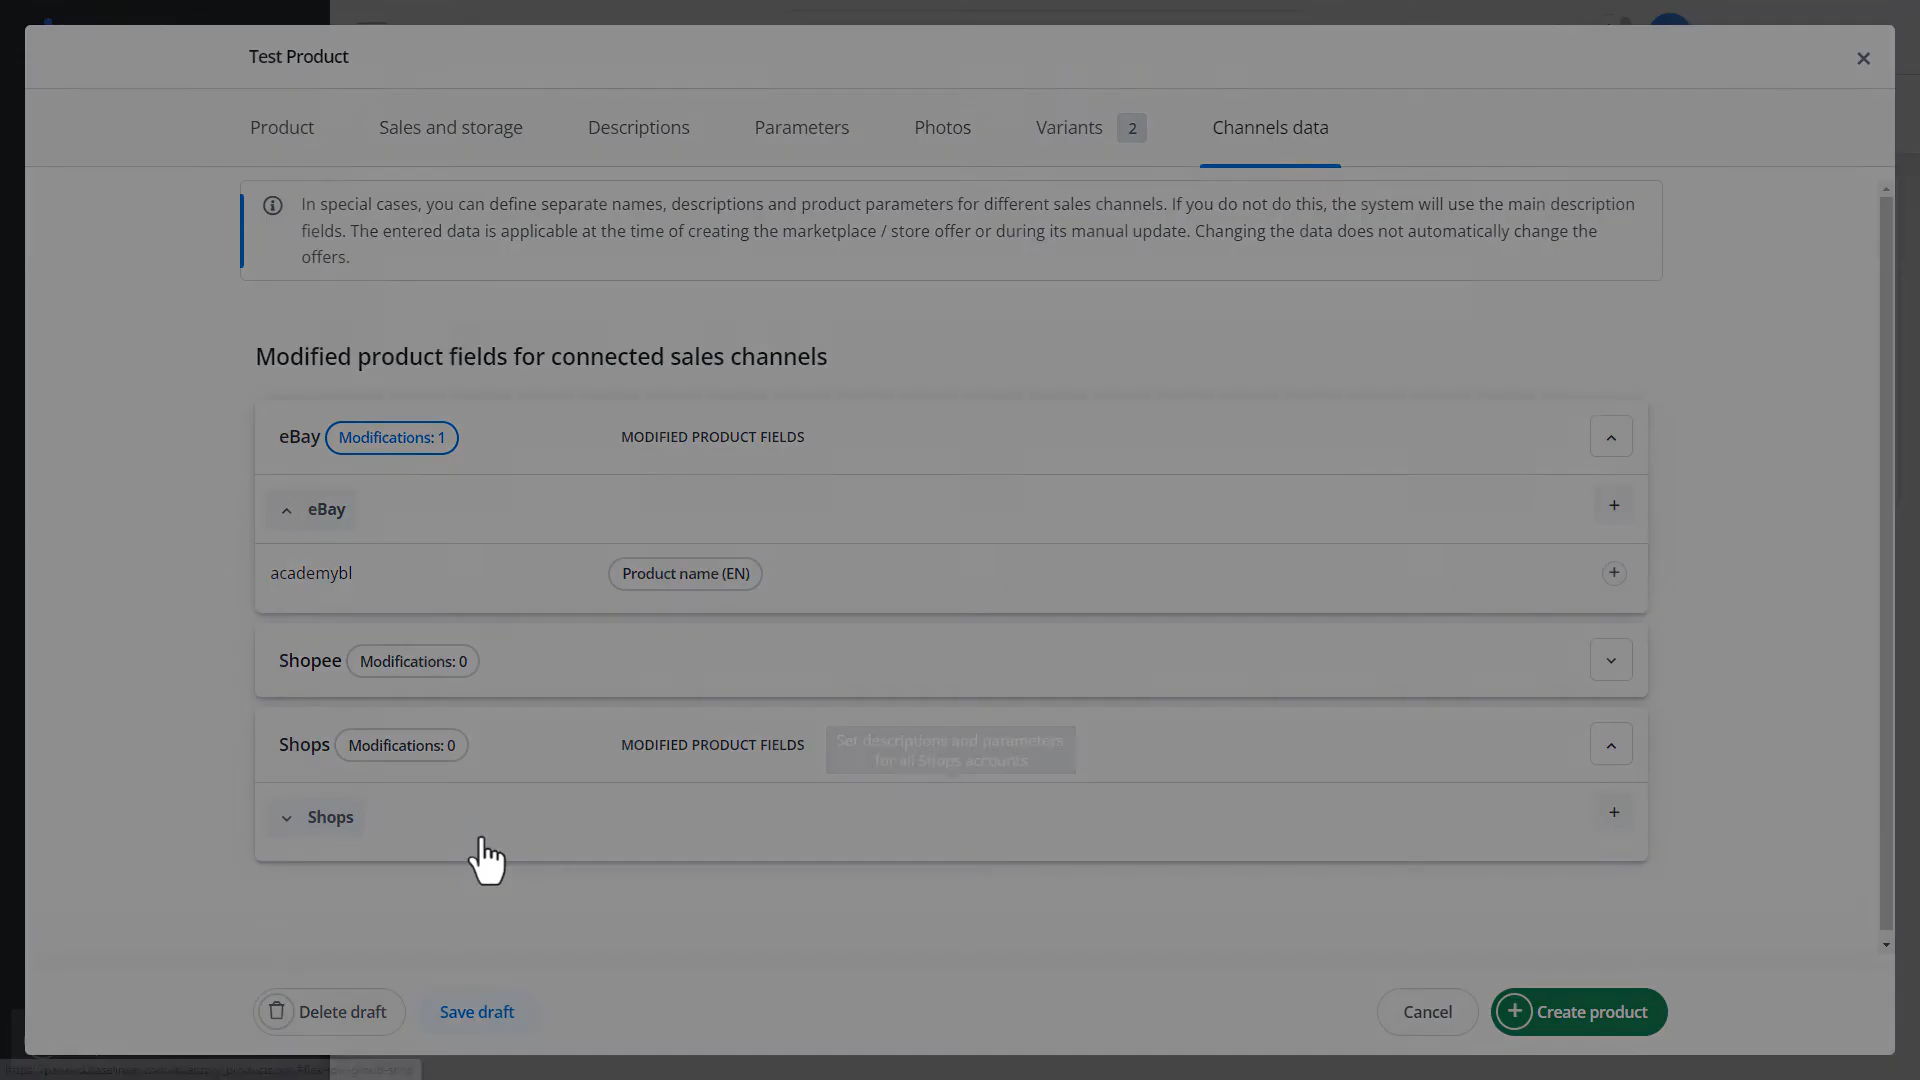 Test Product
Product
Sales and storage
Descriptions
Parameters
Photos
Variants 2
Channels data
In special cases, you can define separate names, descriptions and product parameters for different sales channels. If you do not do this, the system will use the main description
fields. The entered data is applicable at the time of creating the marketplace / store offer or during its manual update. Changing the data does not automatically change the
offers.
Modified product fields for connected sales channels
eBay Modifications: 1 MODIFIED PRODUCT FIELDS
eBay
academybl Product name (EN)
Shopee Modifications: 0
Shops Modifications: 0 MODIFIED PRODUCT FIELDS
Set descriptions and parameters
for all Shops accounts
Shops
Delete draft
Save draft
Cancel
Create product